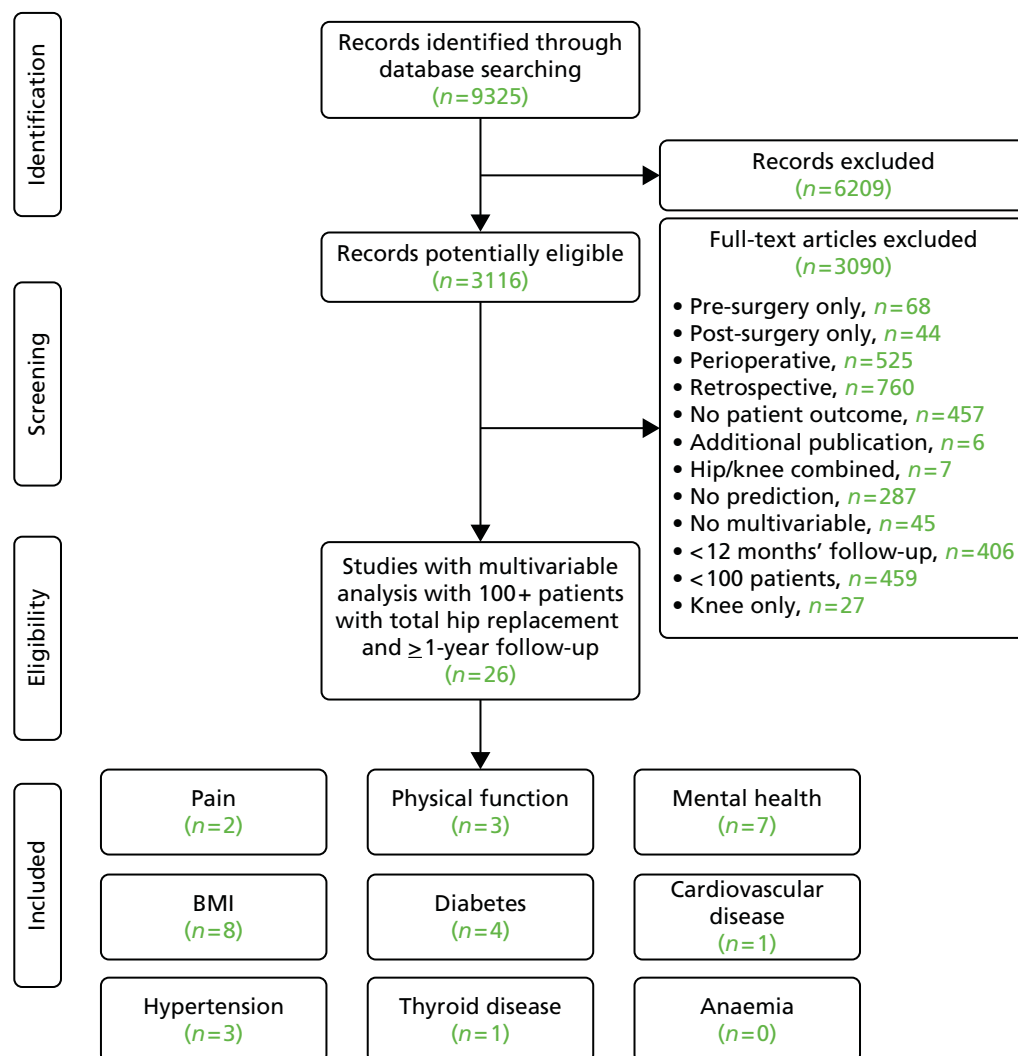 Identification
Records identified through
database searching
(n=9325)
Records excluded
(n=6209)
Records potentially eligible
(n=3116)
Screening
Full-text articles excluded
(n=3090)
• Pre-surgery only, n=68
• Post-surgery only, n=44
• Perioperative, n=525
• Retrospective, n=760
• No patient outcome, n=457
• Additional publication, n=6
• Hip/knee combined, n=7
• No prediction, n=287
• No multivariable, n=45
• <12 months' follow-up, n=406
• <100 patients, n=459
• Knee only, n=27
Eligibility
Studies with multivariable
analysis with 100+ patients
with total hip replacement
and ≥1-year follow-up
(n=26)
Included
Pain
(n=2)
Physical function
(n=3)
Mental health
(n=7)
BMI
(n=8)
Diabetes
(n=4)
Cardiovascular
disease
(n=1)
Hypertension
(n=3)
Thyroid disease
(n=1)
Anaemia
(n=0)